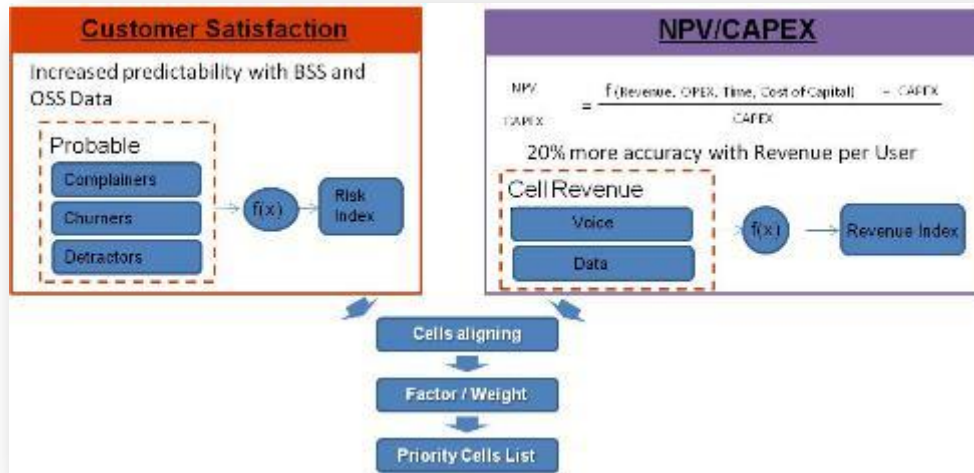 Customer Satisfaction
Increased predictability with BSS and
OSS Data
Probable
Complainers
Churners
Detractors
f(x)
Risk
Index
NPV/CAPEX
NPV
CAPEX
=
f (Revenue, OPEX, Time, Cost of Capital) - CAPEX
CAPEX
20% more accuracy with Revenue per User
Cell Revenue
Voice
Data
f(x)
Revenue Index
Cells aligning
Factor / Weight
Priority Cells List